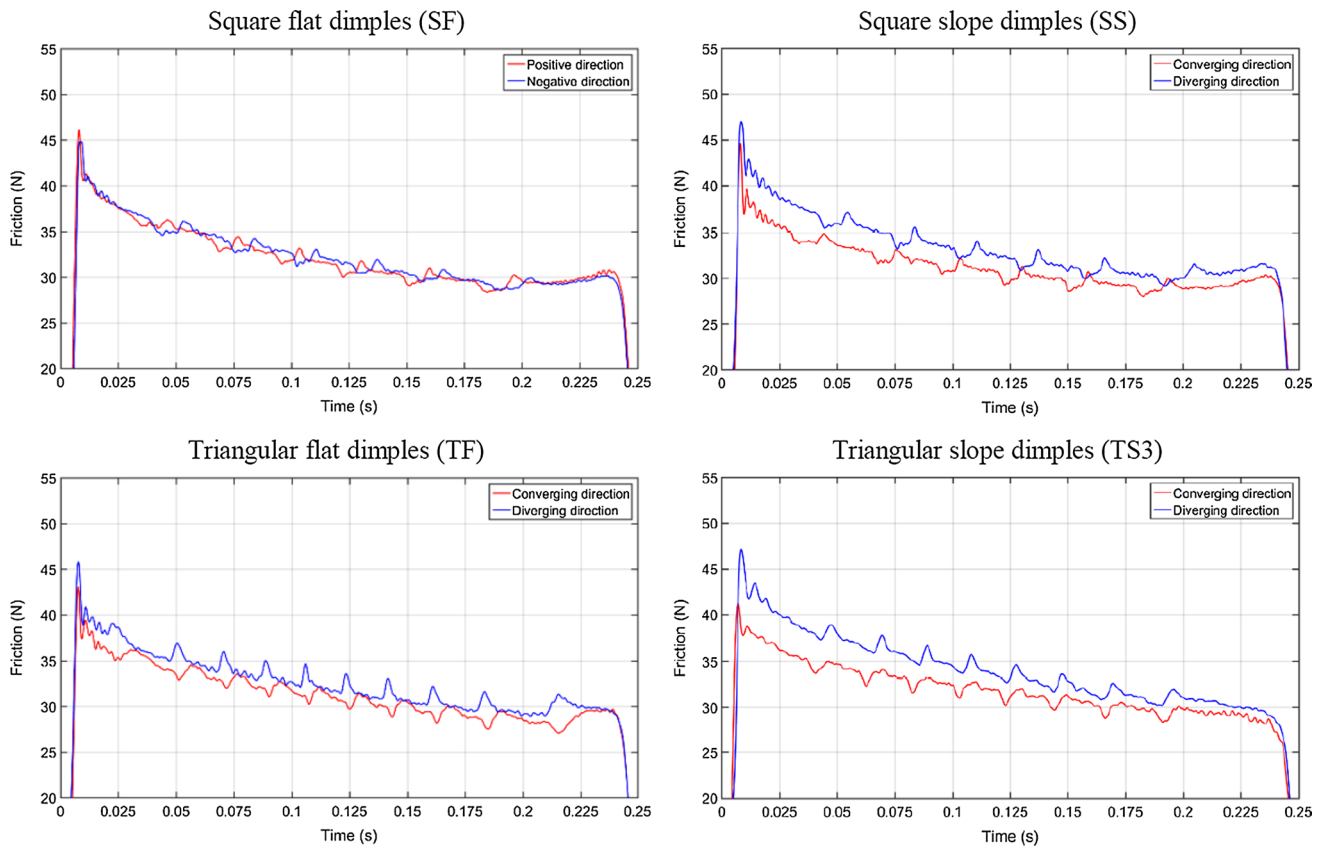 Square flat dimples (SF)
55
50
45
40
35
30
25
20
Friction (N)
Positive direction
Negative direction
0 0.025 0.05 0.075 0.1 0.125 0.15 0.175 0.2 0.225 0.25
Time (s)
Square slope dimples (SS)
55
50
45
40
35
30
25
20
Friction (N)
Converging direction
Diverging direction
0 0.025 0.05 0.075 0.1 0.125 0.15 0.175 0.2 0.225 0.25
Time (s)
Triangular flat dimples (TF)
55
50
45
40
35
30
25
20
Friction (N)
Converging direction
Diverging direction
0 0.025 0.05 0.075 0.1 0.125 0.15 0.175 0.2 0.225 0.25
Time (s)
Triangular slope dimples (TS3)
55
50
45
40
35
30
25
20
Friction (N)
Converging direction
Diverging direction
0 0.025 0.05 0.075 0.1 0.125 0.15 0.175 0.2 0.225 0.25
Time (s)